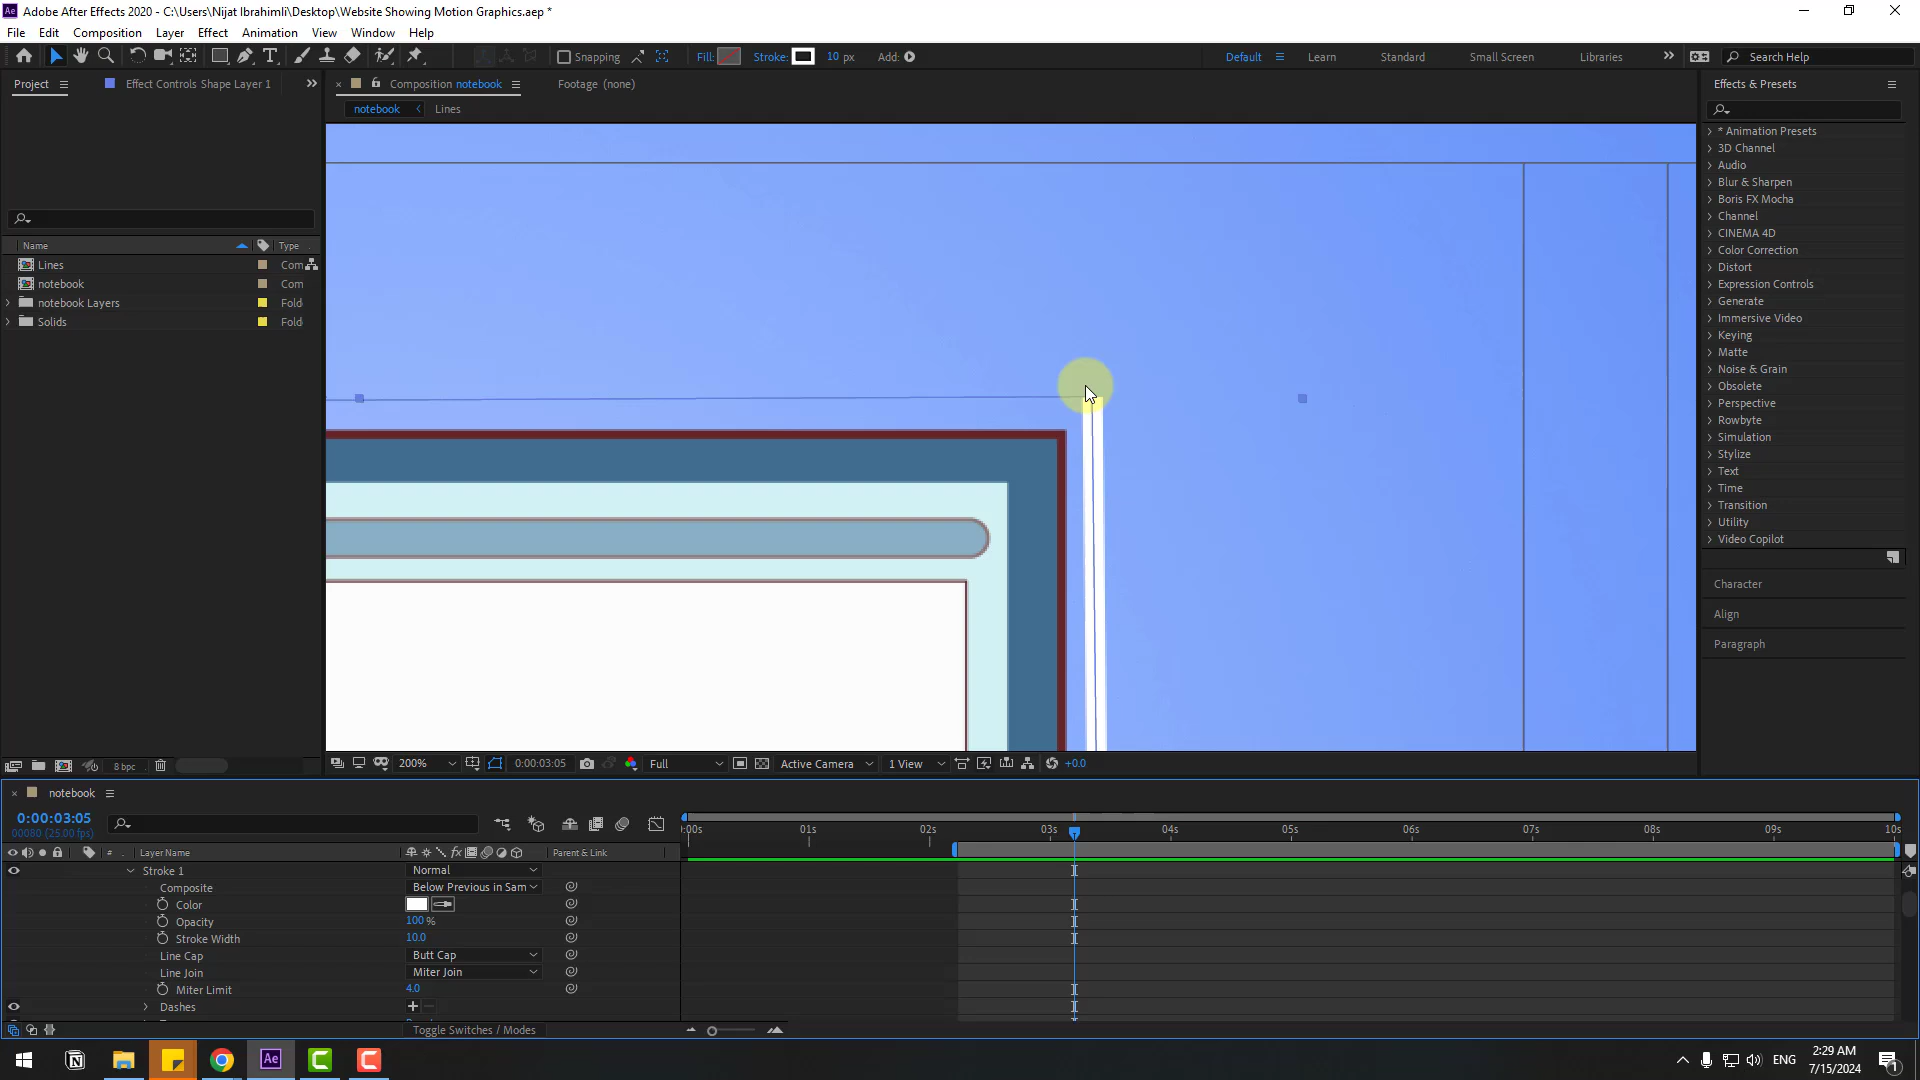 Adobe After Effects 2020 - C:\Users\Nijat Ibrahimli\Desktop\Website Showing Motion Graphics.aep *
File Edit Composition Layer Effect Animation View Window Help
Snapping Fill: Stroke: 10 px Add: Default Learn Standard Small Screen Libraries Search Help
Project Effect Controls Shape Layer 1 Composition notebook Footage (none) Effects & Presets
notebook Lines
* Animation Presets
3D Channel
Audio
Blur & Sharpen
Boris FX Mocha
Channel
CINEMA 4D
Color Correction
Distort
Expression Controls
Generate
Immersive Video
Keying
Matte
Noise & Grain
Obsolete
Perspective
Rowbyte
Simulation
Stylize
Text
Time
Transition
Utility
Video Copilot
Character
Align
Paragraph
Name Type
Lines Com
notebook Com
notebook Layers Fold
Solids Fold
8 bpc 200% 0:00:03:05 Full Active Camera 1 View +0.0
notebook
0:00:03:05
00080 (25.00 fps)
:00s 01s 02s 03s 04s 05s 06s 07s 08s 09s 10s
# Layer Name Parent & Link
Stroke 1 Normal
Composite Below Previous in Sam
Color
Opacity 100 %
Stroke Width 10.0
Line Cap Butt Cap
Line Join Miter Join
Miter Limit 4.0
Dashes
Toggle Switches / Modes
ENG 2:29 AM
7/15/2024
1